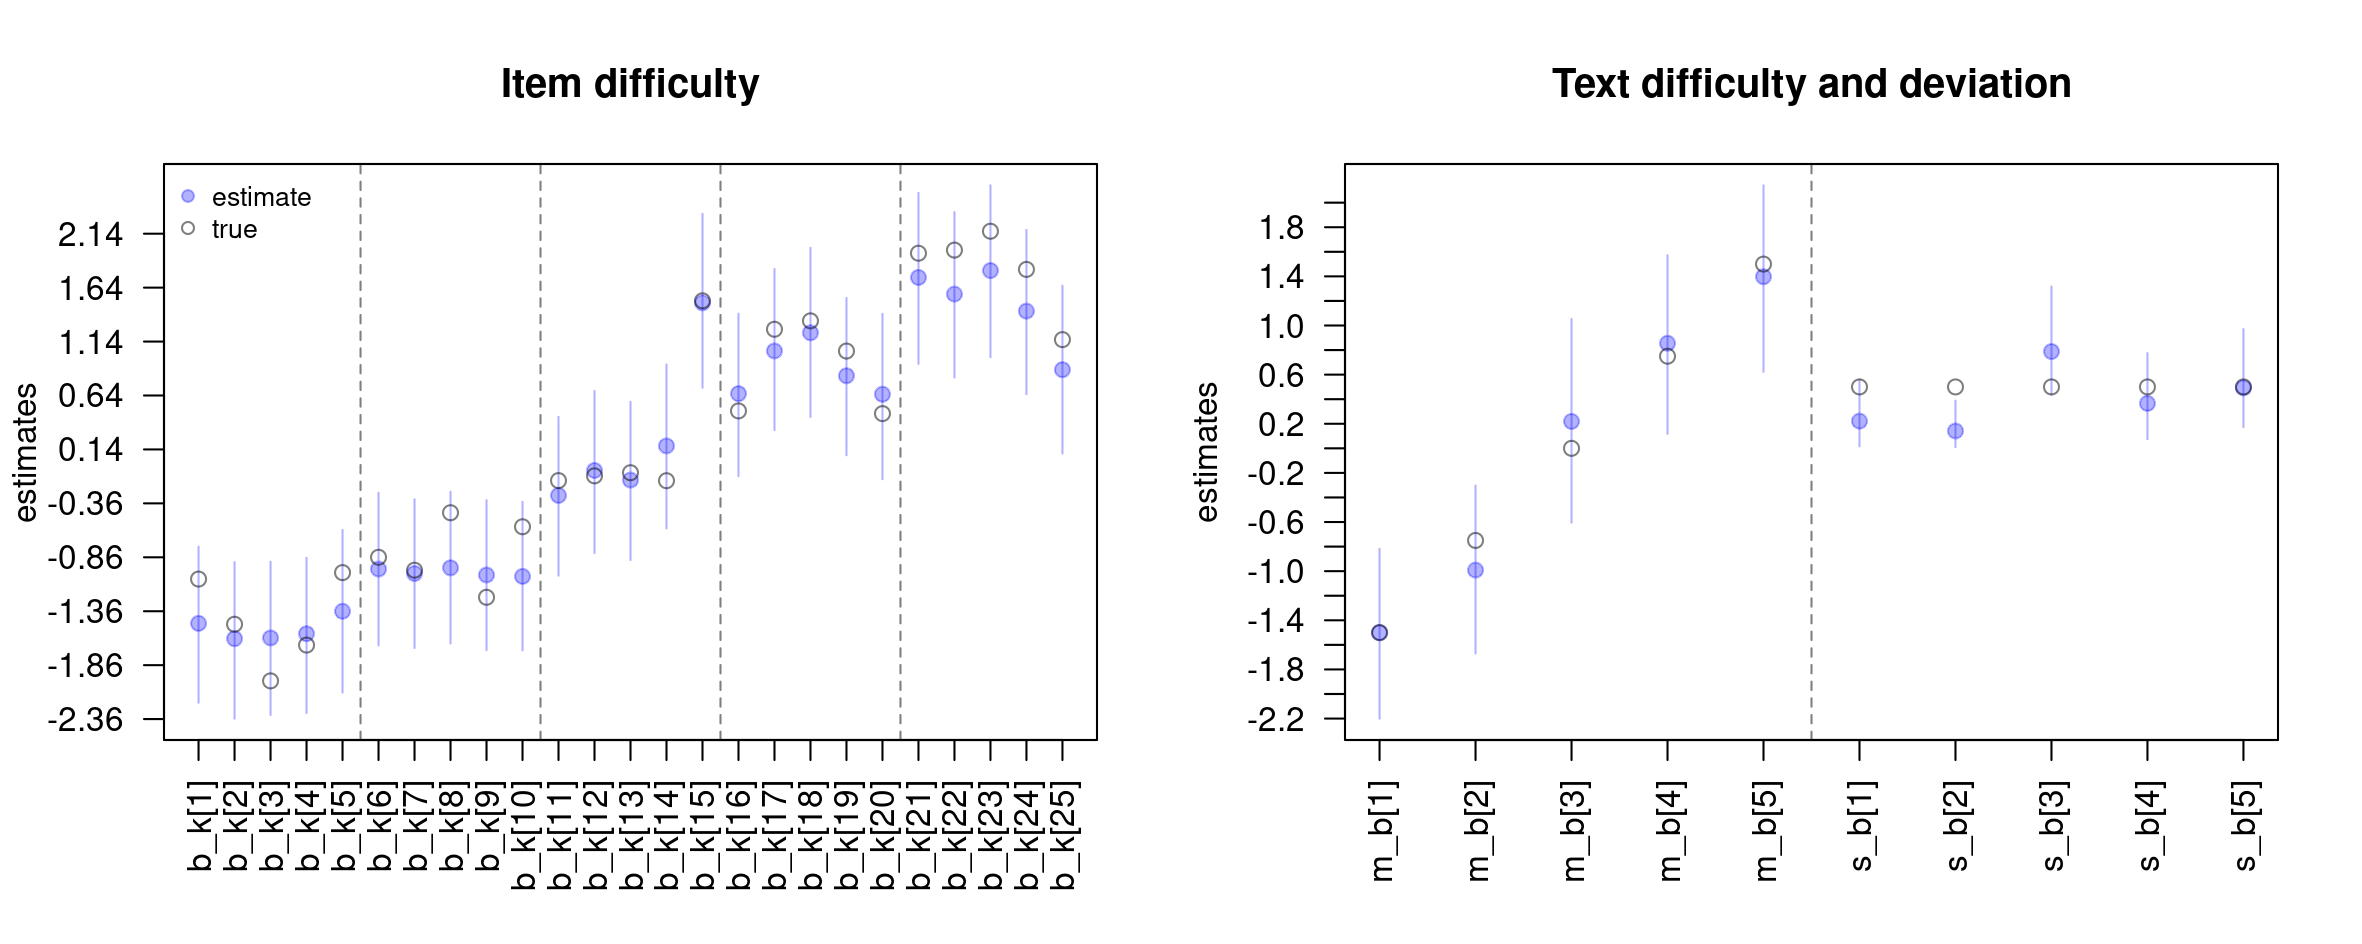 Item difficulty
estimates
2.14
1.64
1.14
0.64
0.14
-0.36
-0.86
-1.36
-1.86
-2.36
estimate
true
b_k[1]
b_k[2]
b_k[3]
b_k[4]
b_k[5]
b_k[6]
b_k[7]
b_k[8]
b_k[9]
b_k[10]
b_k[11]
b_k[12]
b_k[13]
b_k[14]
b_k[15]
b_k[16]
b_k[17]
b_k[18]
b_k[19]
b_k[20]
b_k[21]
b_k[22]
b_k[23]
b_k[24]
b_k[25]
Text difficulty and deviation
estimates
1.8
1.4
1.0
0.6
0.2
-0.2
-0.6
-1.0
-1.4
-1.8
-2.2
m_b[1]
m_b[2]
m_b[3]
m_b[4]
m_b[5]
s_b[1]
s_b[2]
s_b[3]
s_b[4]
s_b[5]